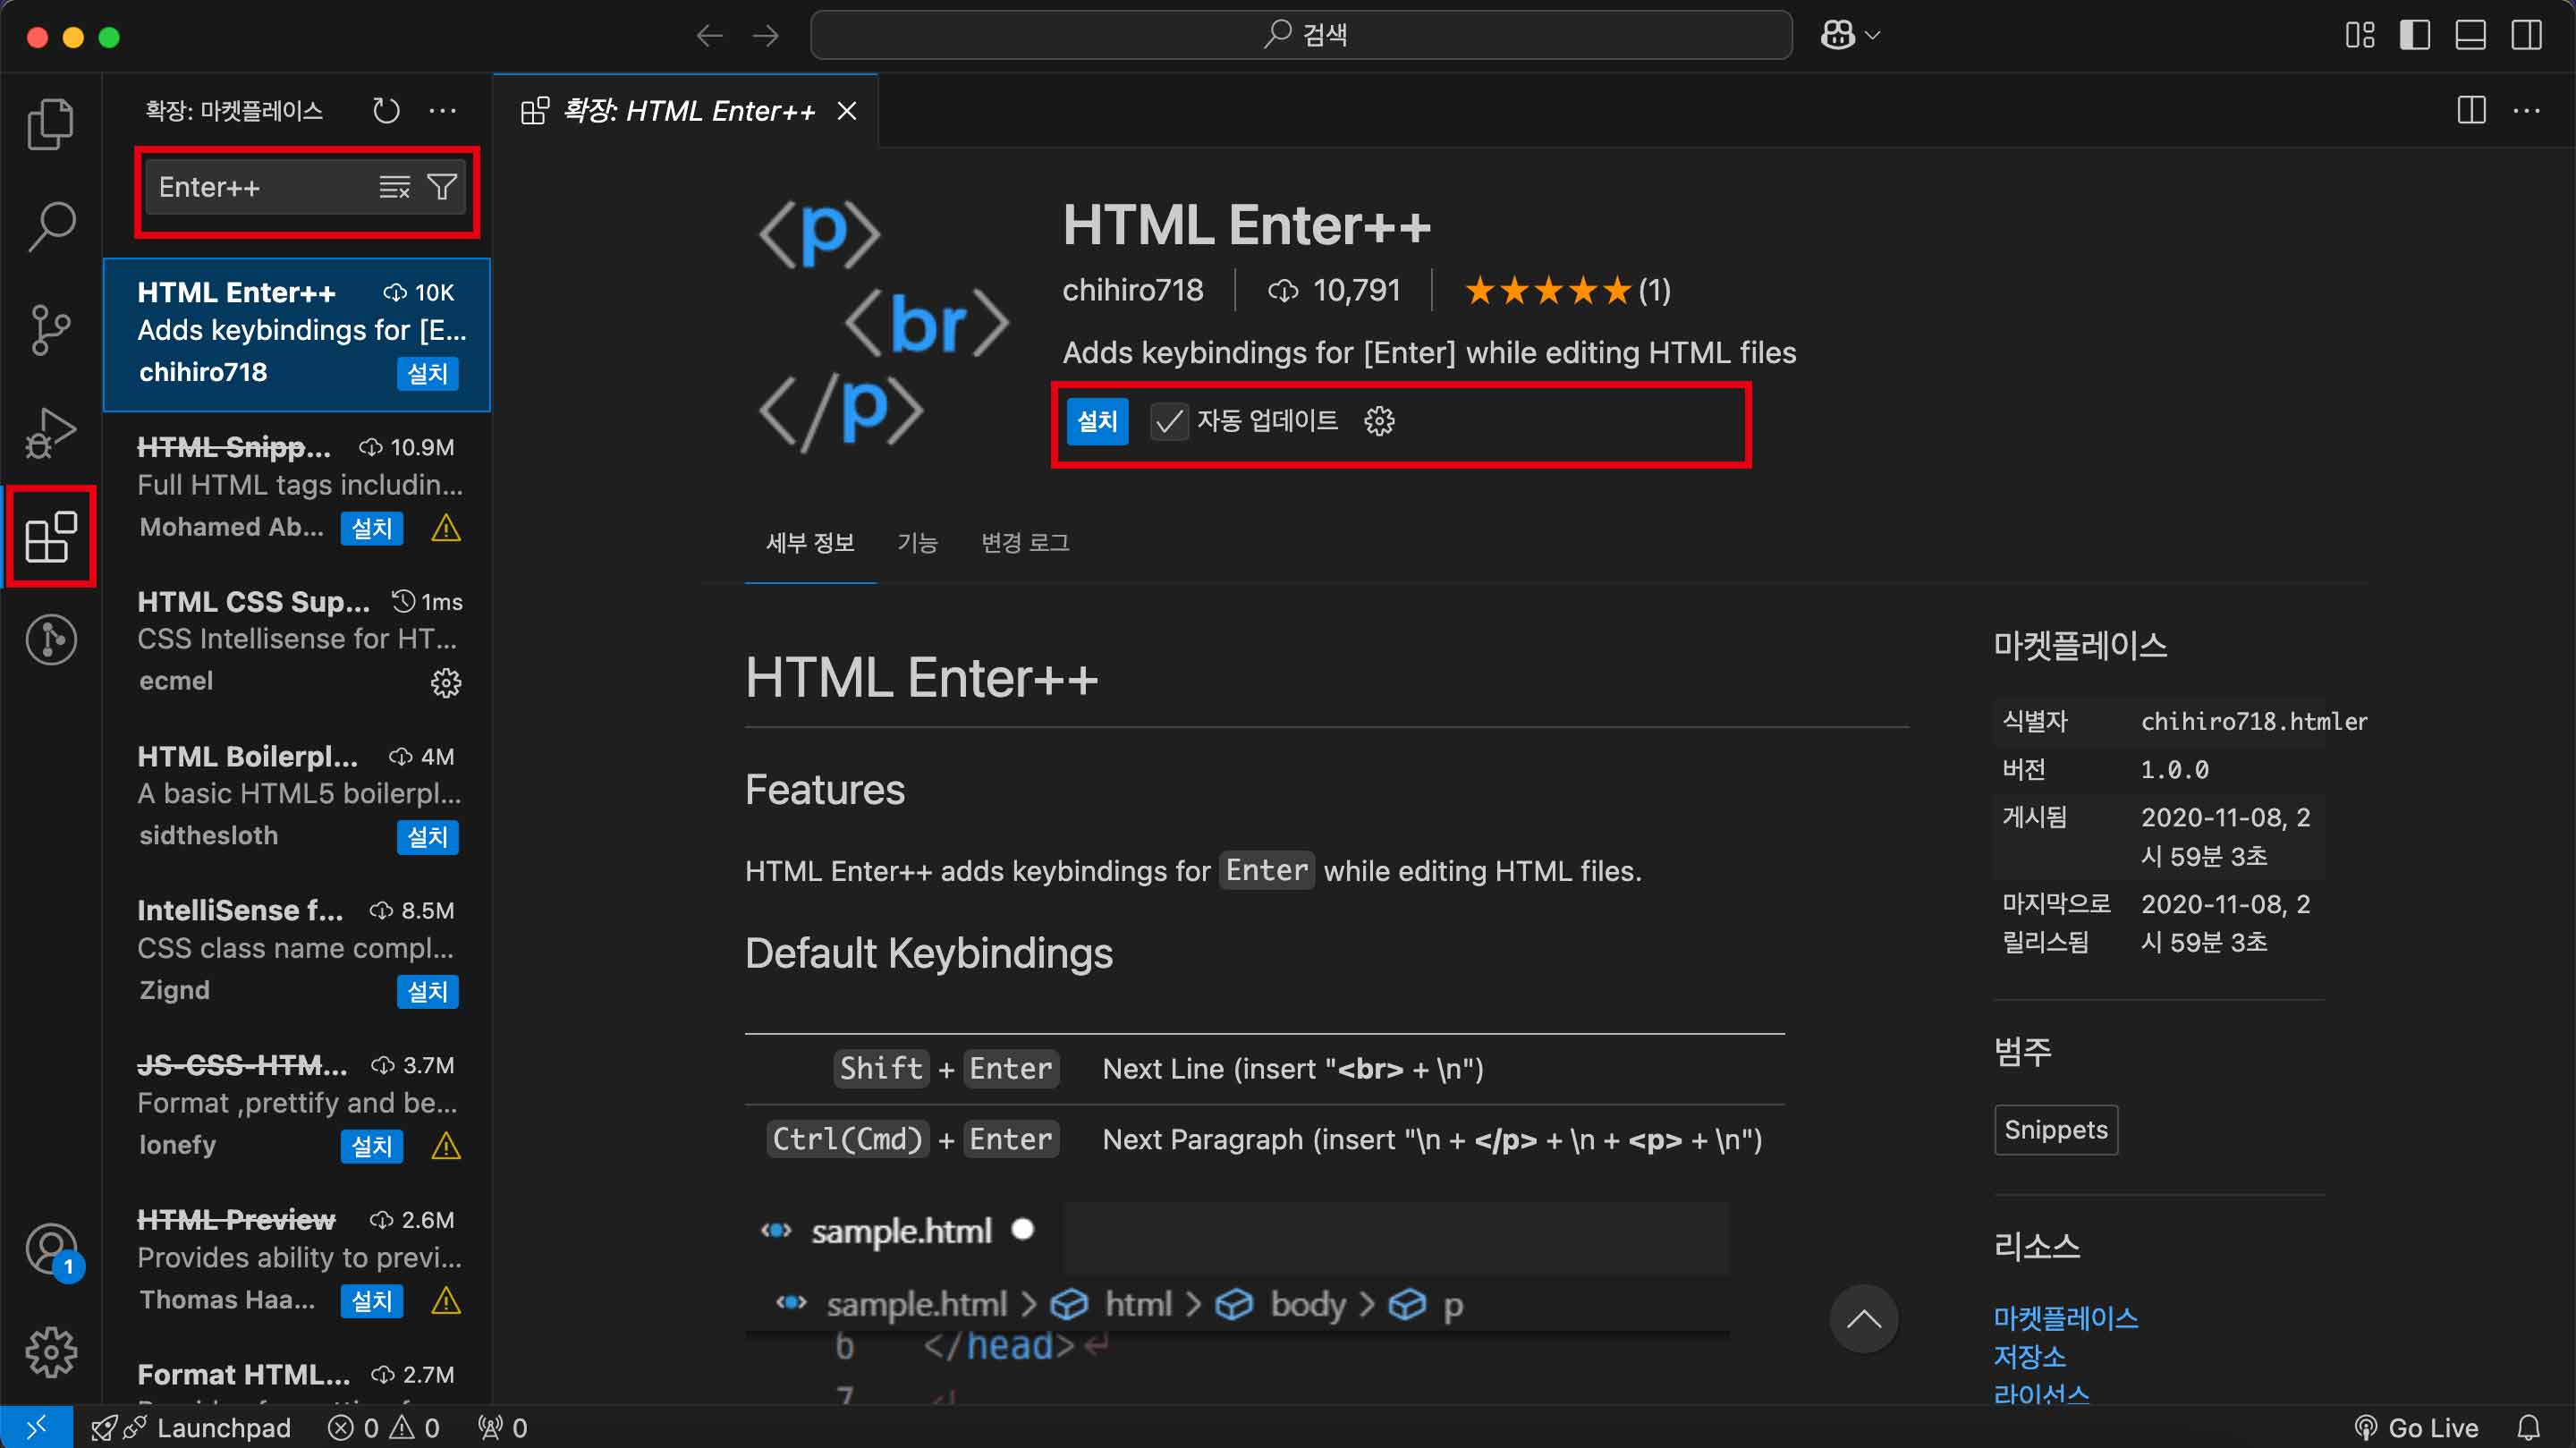 검색
확장: 마켓플레이스
Enter++
HTML Enter++ 10K
Adds keybindings for [E...
chihiro718 설치
HTML Snipp... 10.9M
Full HTML tags includin...
Mohamed Ab... 설치
HTML CSS Sup... 1ms
CSS Intellisense for HT...
ecmel
HTML Boilerpl... 4M
A basic HTML5 boilerpl...
sidthesloth 설치
IntelliSense f... 8.5M
CSS class name compl...
Zignd 설치
JS-CSS-HTM... 3.7M
Format ,prettify and be...
lonefy 설치
HTML Preview 2.6M
Provides ability to previ...
Thomas Haa... 설치
Format HTML... 2.7M
1
확장: HTML Enter++
<p>
<br>
</p>
HTML Enter++
chihiro718 10,791 (1)
Adds keybindings for [Enter] while editing HTML files
설치 자동 업데이트
세부 정보 기능 변경 로그
HTML Enter++
Features
HTML Enter++ adds keybindings for Enter while editing HTML files.
Default Keybindings
Shift + Enter Next Line (insert "<br> + \n")
Ctrl(Cmd) + Enter Next Paragraph (insert "\n + </p> + \n + <p> + \n")
sample.html
sample.html > html > body > p
6 </head>
7
마켓플레이스
식별자 chihiro718.htmler
버전 1.0.0
게시됨 2020-11-08, 2
시 59분 3초
마지막으로 2020-11-08, 2
릴리스됨 시 59분 3초
범주
Snippets
리소스
마켓플레이스
저장소
라이선스
Launchpad 0 0 0 Go Live